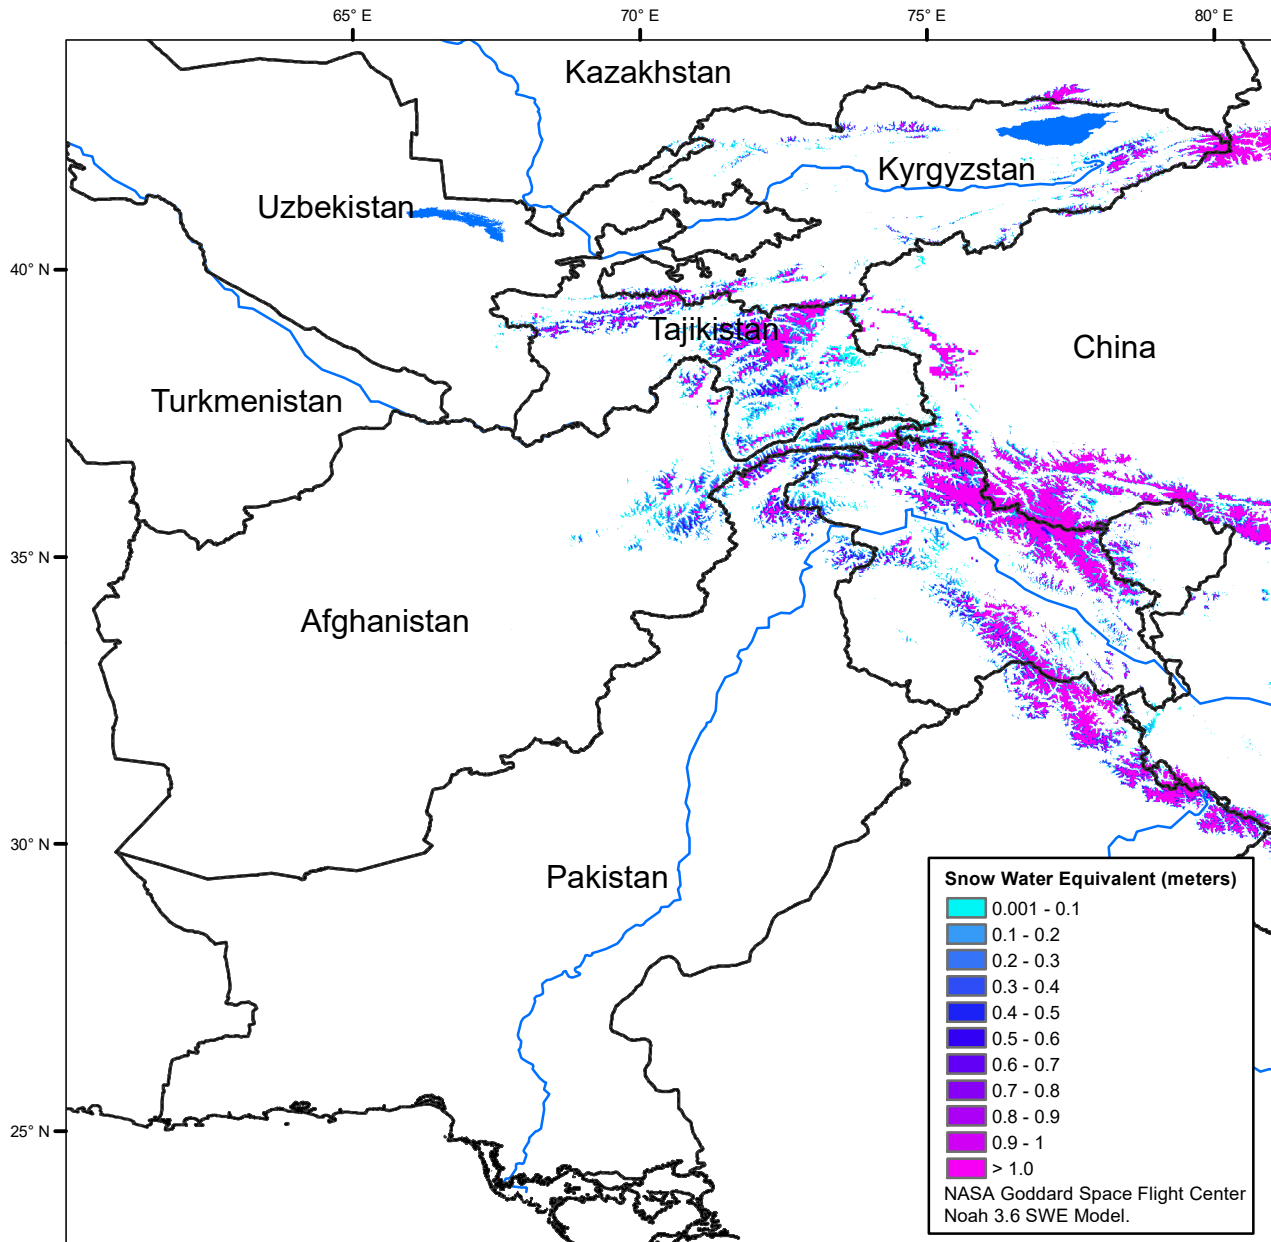 65° E
70° E
75° E
80° E
Kazakhstan
Kyrgyzstan
Uzbekistan
40° N
Tajikistan
China
Turkmenistan
35° N
Afghanistan
30° N
Pakistan
25° N
Snow Water Equivalent (meters)
0.001 - 0.1
0.1 - 0.2
0.2 - 0.3
0.3 - 0.4
0.4 - 0.5
0.5 - 0.6
0.6 - 0.7
0.7 - 0.8
0.8 - 0.9
0.9 - 1
> 1.0
NASA Goddard Space Flight Center
Noah 3.6 SWE Model.